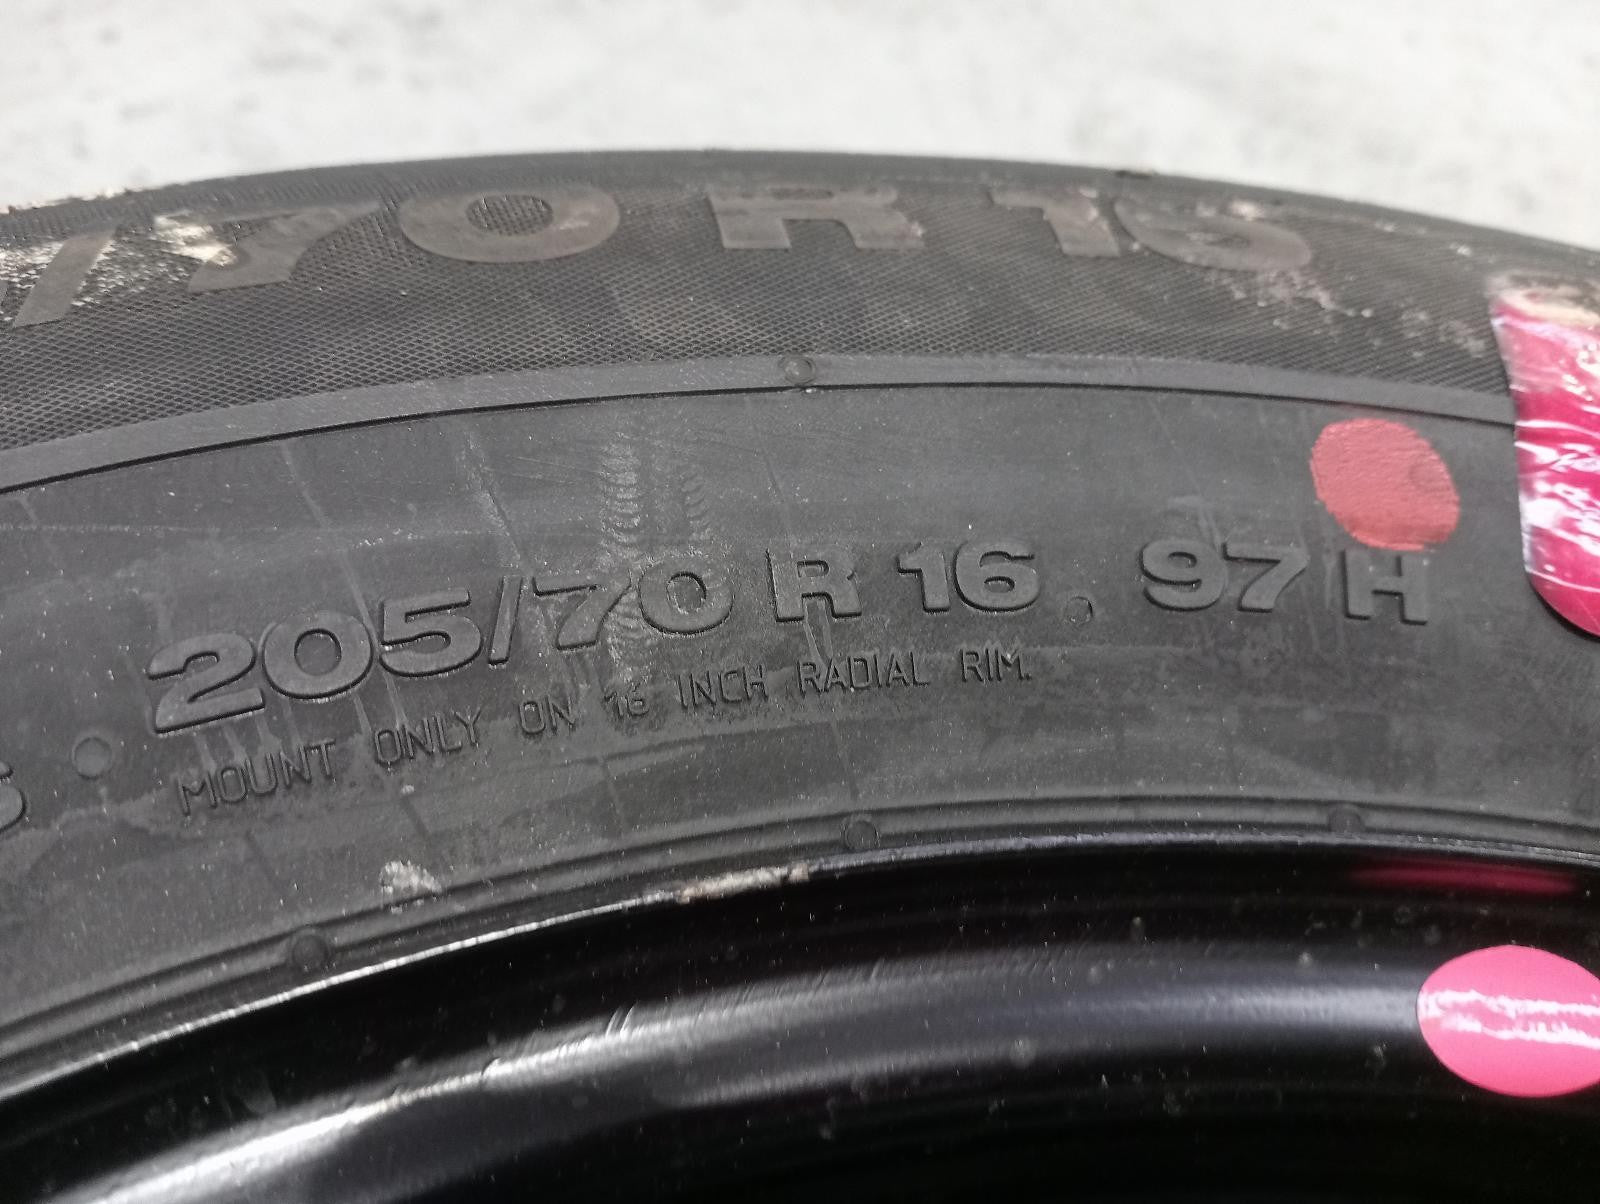 /70 R 16
205/70 R 16 97 H
MOUNT ONLY ON 16 INCH RADIAL RIM.